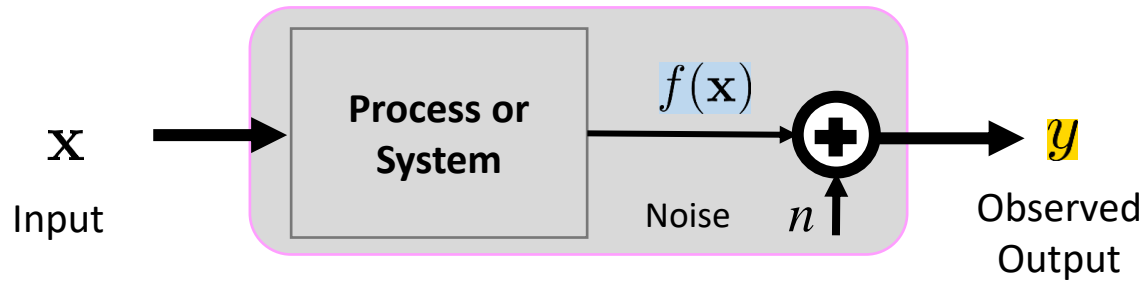 x
Input
Process or
System
f(x)
Noise
n
y
Observed
Output